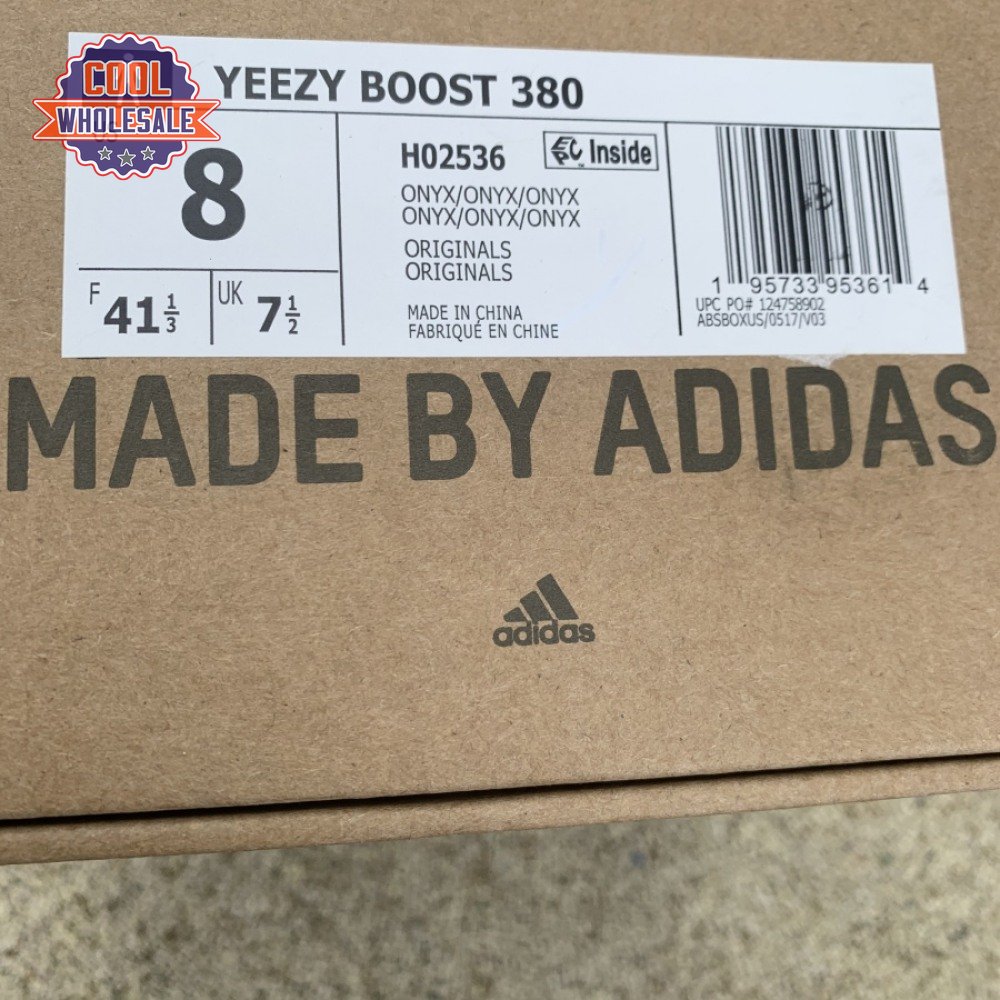 COOL
WHOLESALE
YEEZY BOOST 380
8
F 41 1/3
UK 7 1/2
H02536
Inside
ONYX/ONYX/ONYX
ONYX/ONYX/ONYX
ORIGINALS
ORIGINALS
MADE IN CHINA
FABRIQUÉ EN CHINE
1 95733 95361 4
UPC PO# 124758902
ABSBOXUS/0517/V03
MADE BY ADIDAS
adidas